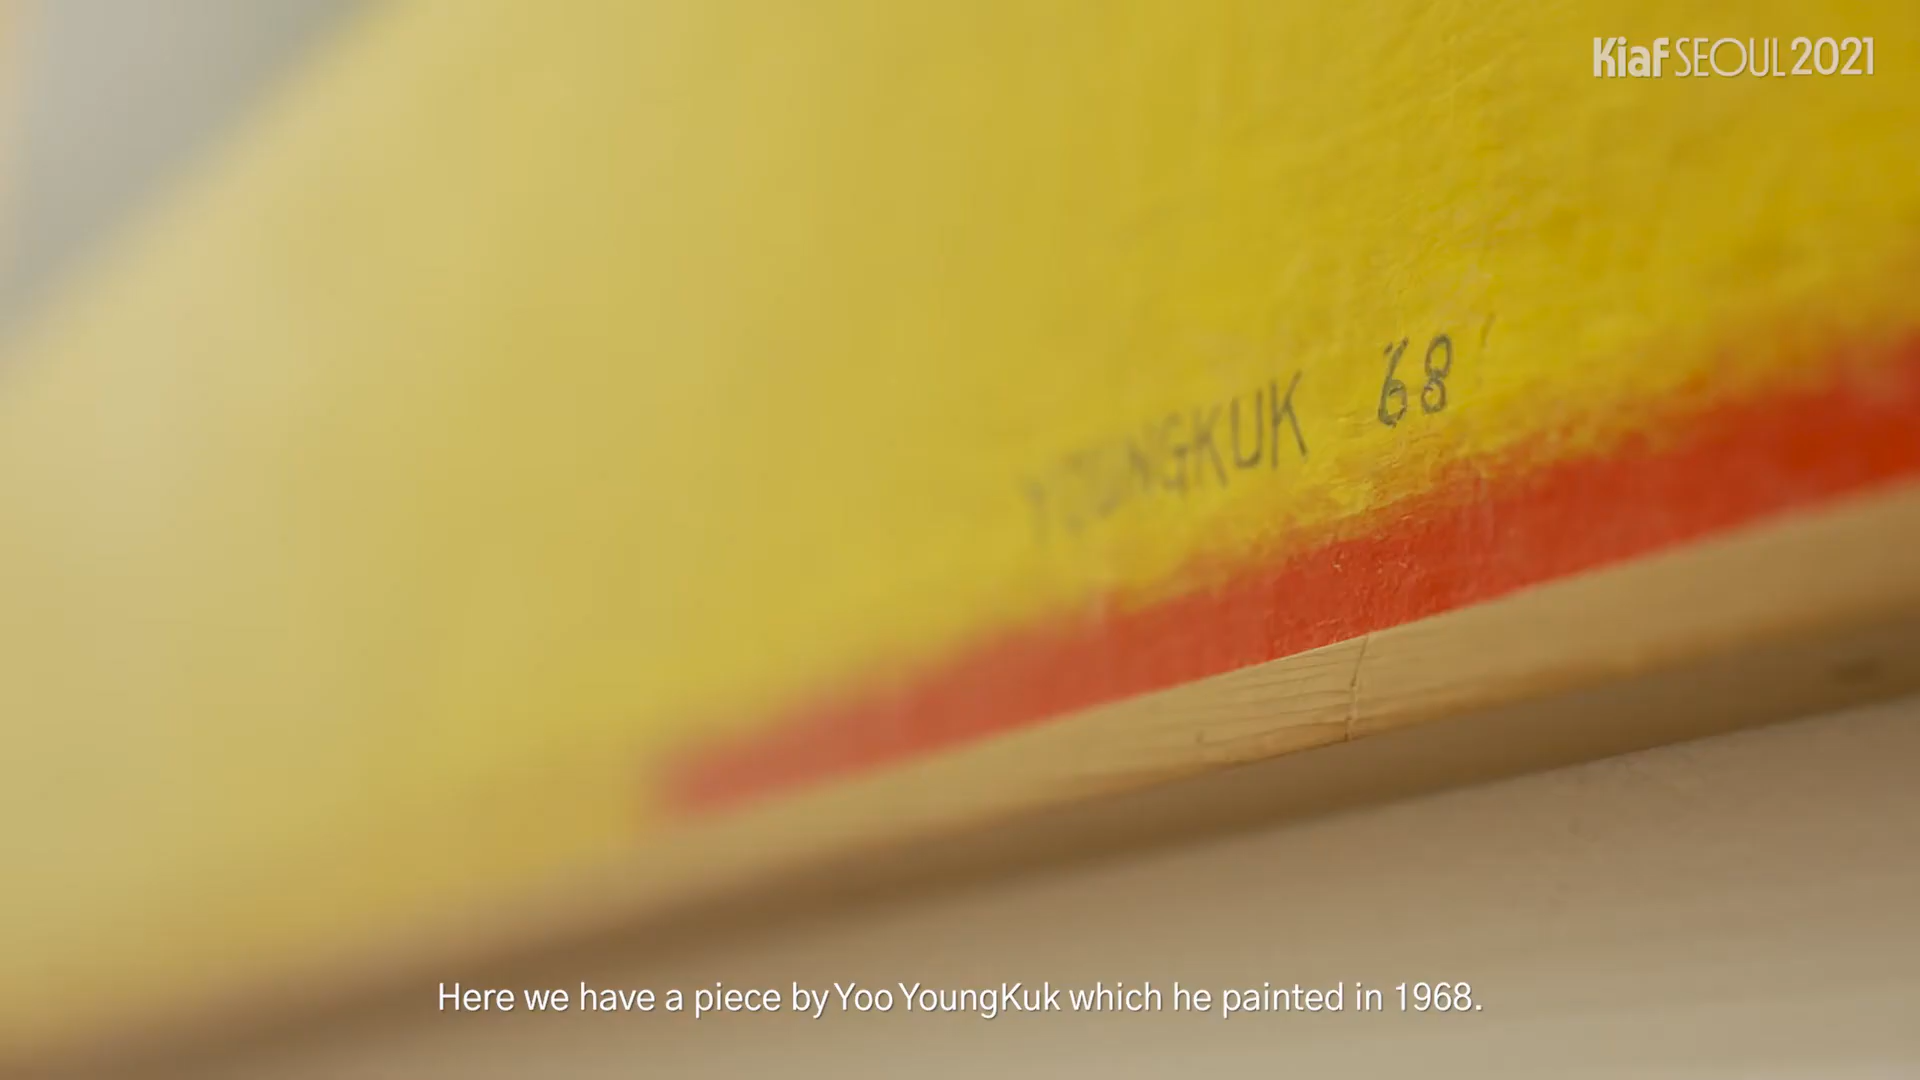 Kiaf SEOUL 2021
YOUNGKUK 68
Here we have a piece by Yoo YoungKuk which he painted in 1968.